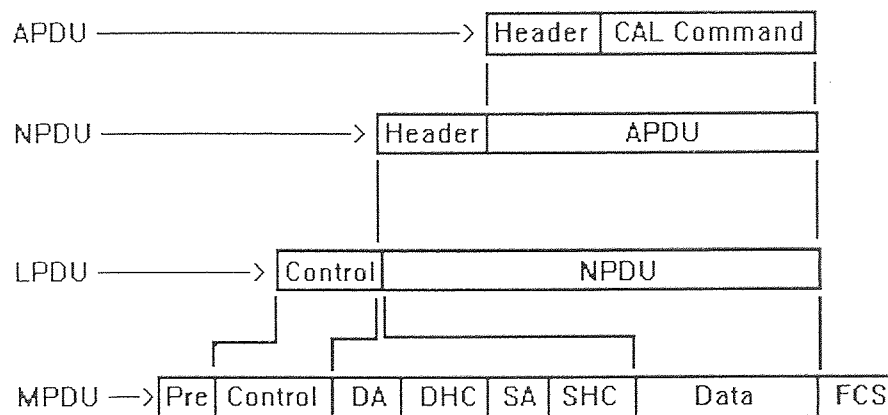 APDU Header CAL Command
NPDU Header APDU
LPDU Control NPDU
MPDU Pre Control DA DHC SA SHC Data FCS